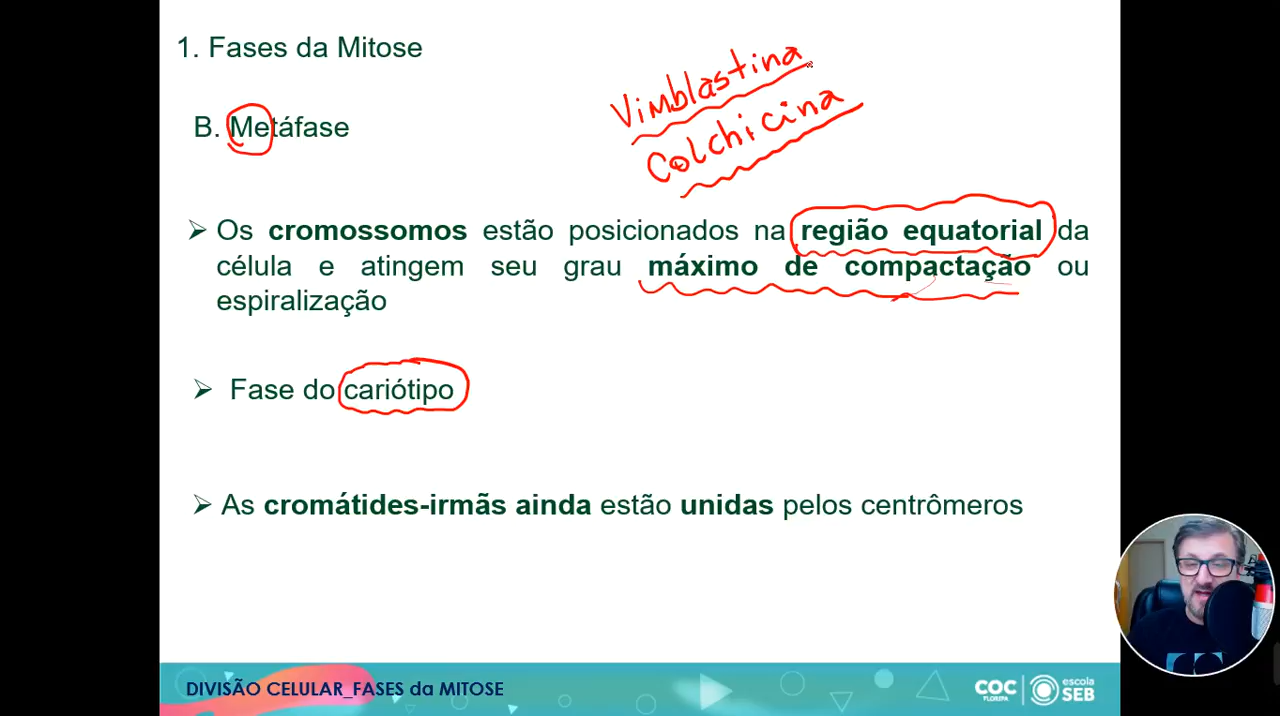 1. Fases da Mitose
Vimblastina
Colchicina
B. Metáfase
Os cromossomos estão posicionados na região equatorial da
célula e atingem seu grau máximo de compactação ou
espiralização
Fase do cariótipo
As cromátides-irmãs ainda estão unidas pelos centrômeros
DIVISÃO CELULAR_FASES da MITOSE
COC
FLORIPA
escola
SEB